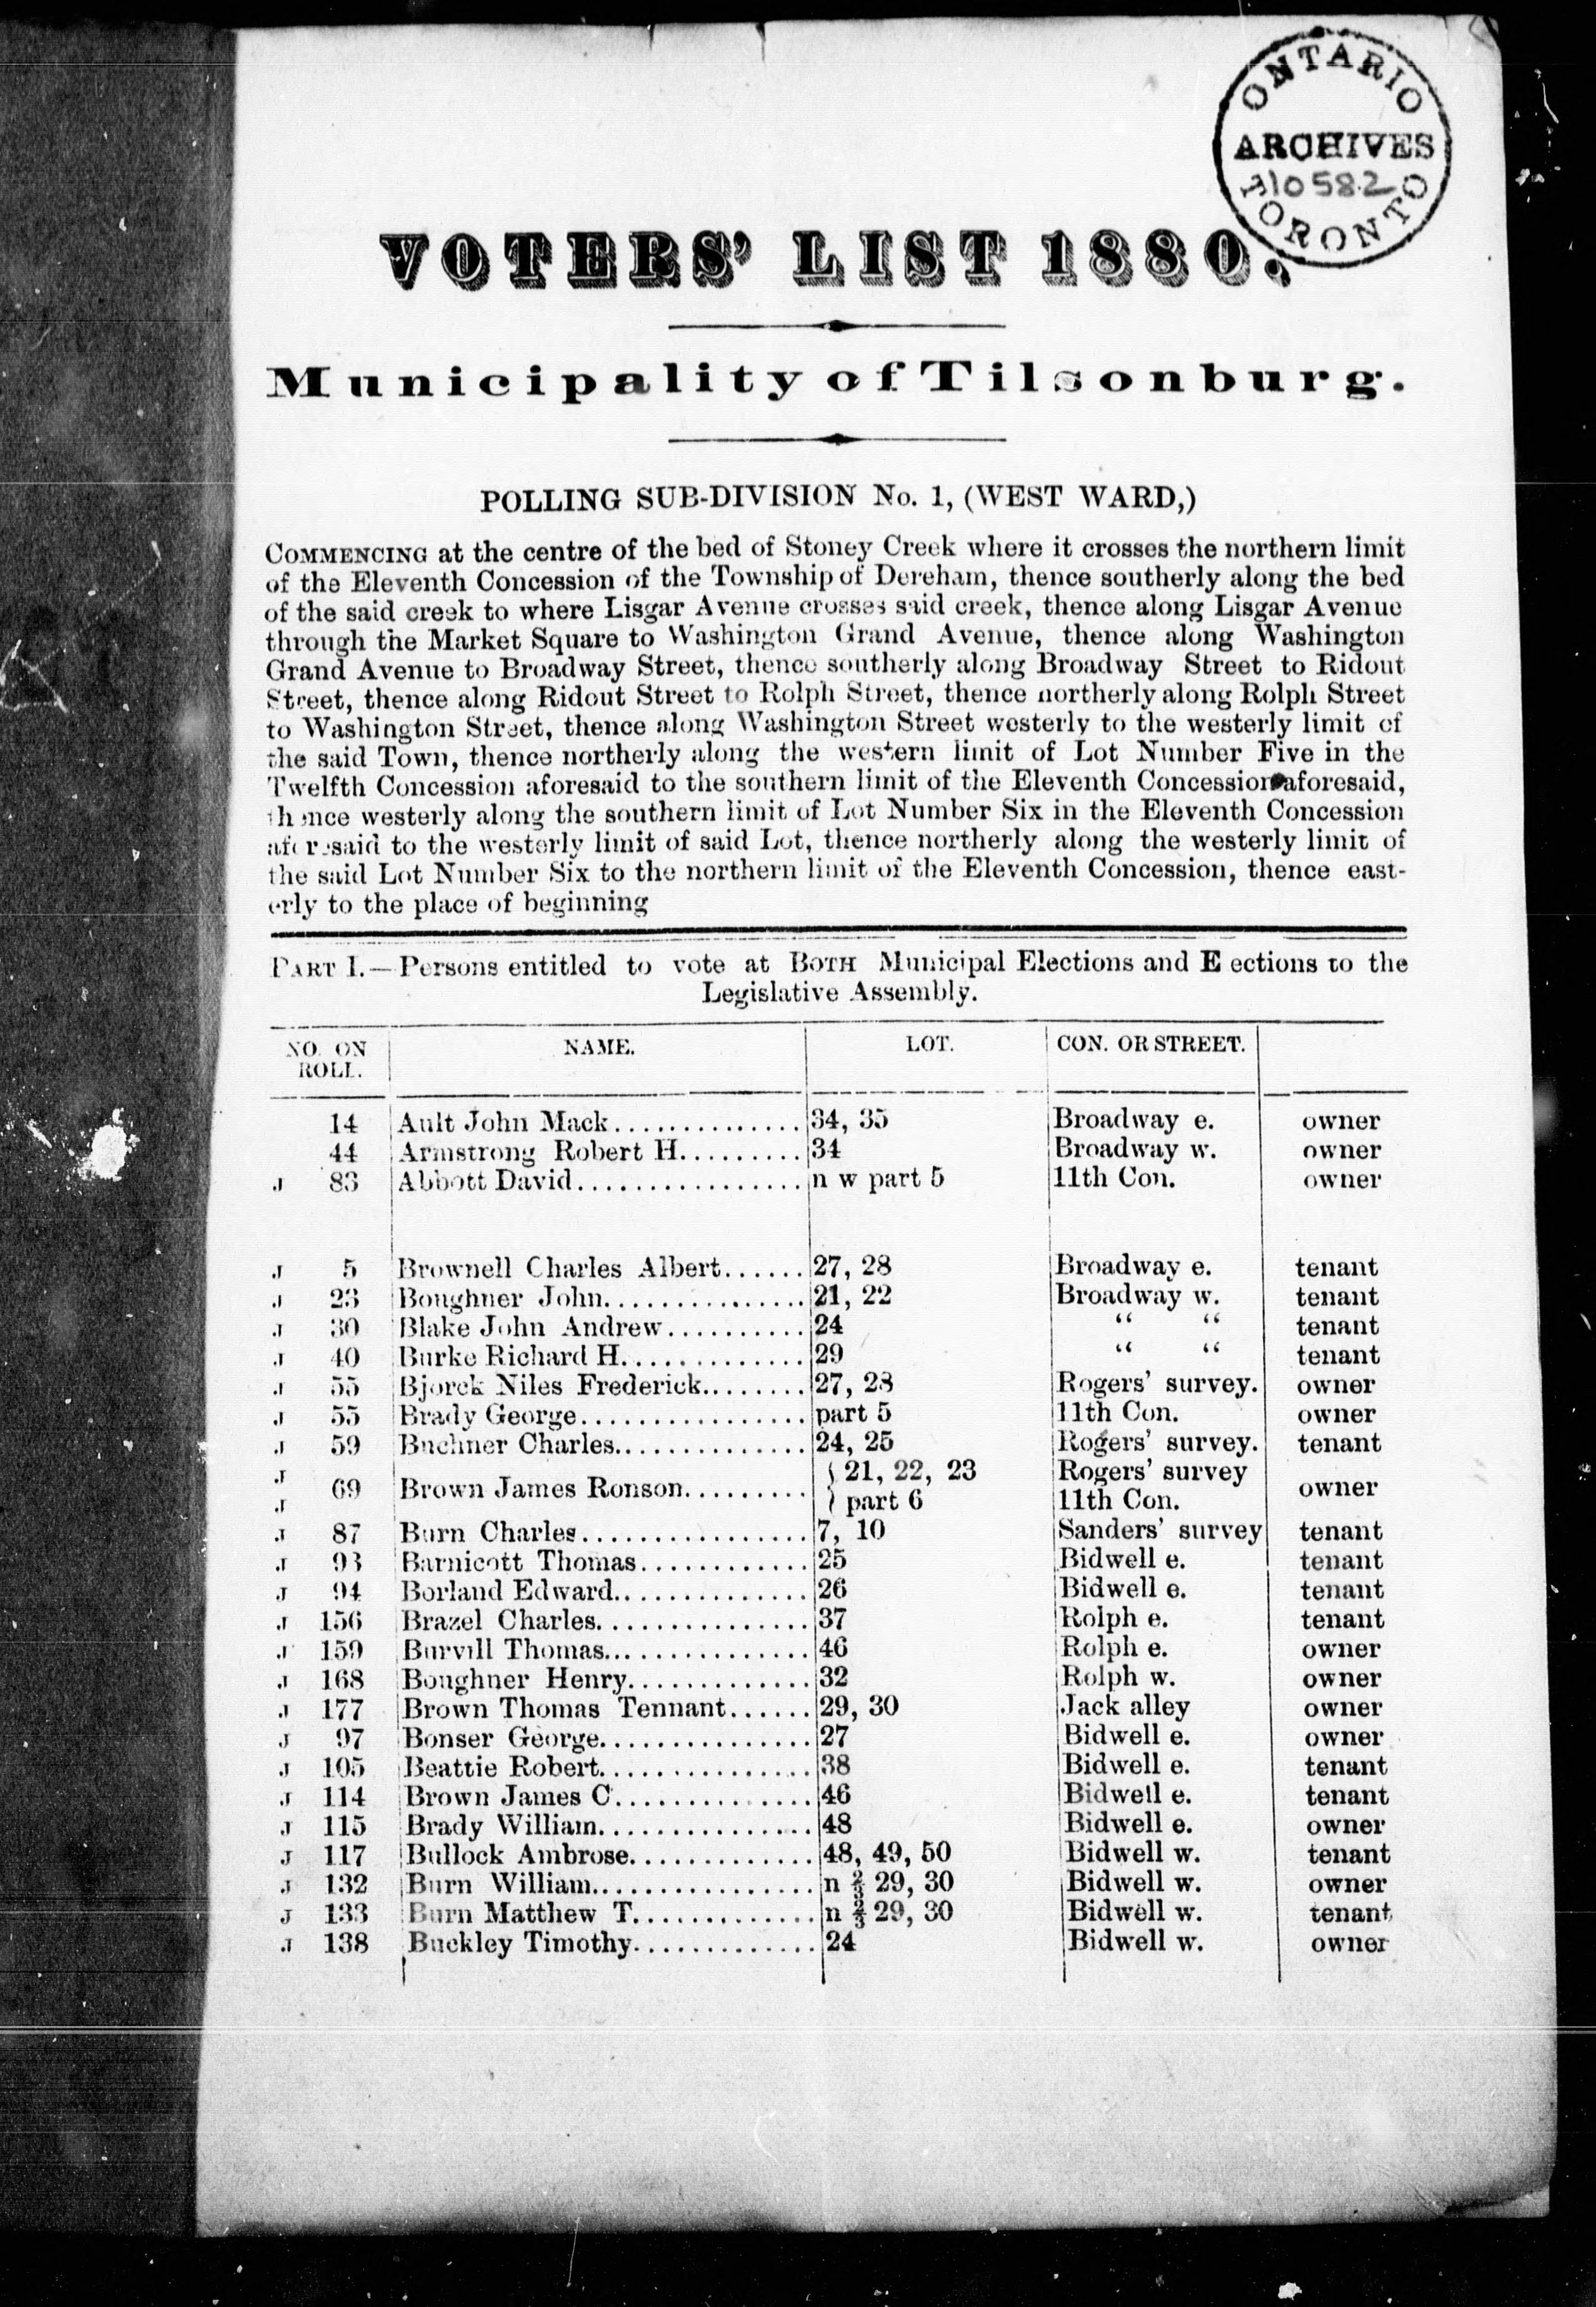 ONTARIO
ARCHIVES
10582
TORONTO
VOTERS' LIST 1880.
Municipality of Tilsonburg.
POLLING SUB-DIVISION No. 1, (WEST WARD,)
COMMENCING at the centre of the bed of Stoney Creek where it crosses the northern limit
of the Eleventh Concession of the Township of Dereham, thence southerly along the bed
of the said creek to where Lisgar Avenue crosses said creek, thence along Lisgar Avenue
through the Market Square to Washington Grand Avenue, thence along Washington
Grand Avenue to Broadway Street, thence southerly along Broadway Street to Ridout
Street, thence along Ridout Street to Rolph Street, thence northerly along Rolph Street
to Washington Street, thence along Washington Street westerly to the westerly limit of
the said Town, thence northerly along the western limit of Lot Number Five in the
Twelfth Concession aforesaid to the southern limit of the Eleventh Concession aforesaid,
thence westerly along the southern limit of Lot Number Six in the Eleventh Concession
aforesaid to the westerly limit of said Lot, thence northerly along the westerly limit of
the said Lot Number Six to the northern limit of the Eleventh Concession, thence east-
erly to the place of beginning
PART I.—Persons entitled to vote at BOTH Municipal Elections and E ections to the
Legislative Assembly.
NO. ON ROLL. NAME. LOT. CON. OR STREET.
14 Ault John Mack.............. 34, 35 Broadway e. owner
44 Armstrong Robert H......... 34 Broadway w. owner
J 83 Abbott David................. n w part 5 11th Con. owner
J 5 Brownell Charles Albert...... 27, 28 Broadway e. tenant
J 23 Boughner John............... 21, 22 Broadway w. tenant
J 30 Blake John Andrew........... 24 “ “ tenant
J 40 Burke Richard H.............. 29 “ “ tenant
J 55 Bjorck Niles Frederick........ 27, 28 Rogers' survey. owner
J 55 Brady George................. part 5 11th Con. owner
J 59 Buchner Charles............... 24, 25 Rogers' survey. tenant
J 21, 22, 23 Rogers' survey
69 Brown James Ronson.......... owner
J part 6 11th Con.
J 87 Burn Charles................. 7, 10 Sanders' survey tenant
J 93 Barnicott Thomas............. 25 Bidwell e. tenant
J 94 Borland Edward............... 26 Bidwell e. tenant
J 156 Brazel Charles................ 37 Rolph e. tenant
J 159 Burvill Thomas............... 46 Rolph e. owner
J 168 Boughner Henry.............. 32 Rolph w. owner
J 177 Brown Thomas Tennant...... 29, 30 Jack alley owner
J 97 Bonser George................ 27 Bidwell e. owner
J 105 Beattie Robert................ 38 Bidwell e. tenant
J 114 Brown James C............... 46 Bidwell e. tenant
J 115 Brady William................ 48 Bidwell e. owner
J 117 Bullock Ambrose.............. 48, 49, 50 Bidwell w. tenant
J 132 Burn William................. n ⅔ 29, 30 Bidwell w. owner
J 133 Burn Matthew T.............. n ⅔ 29, 30 Bidwell w. tenant
J 138 Buckley Timothy.............. 24 Bidwell w. owner